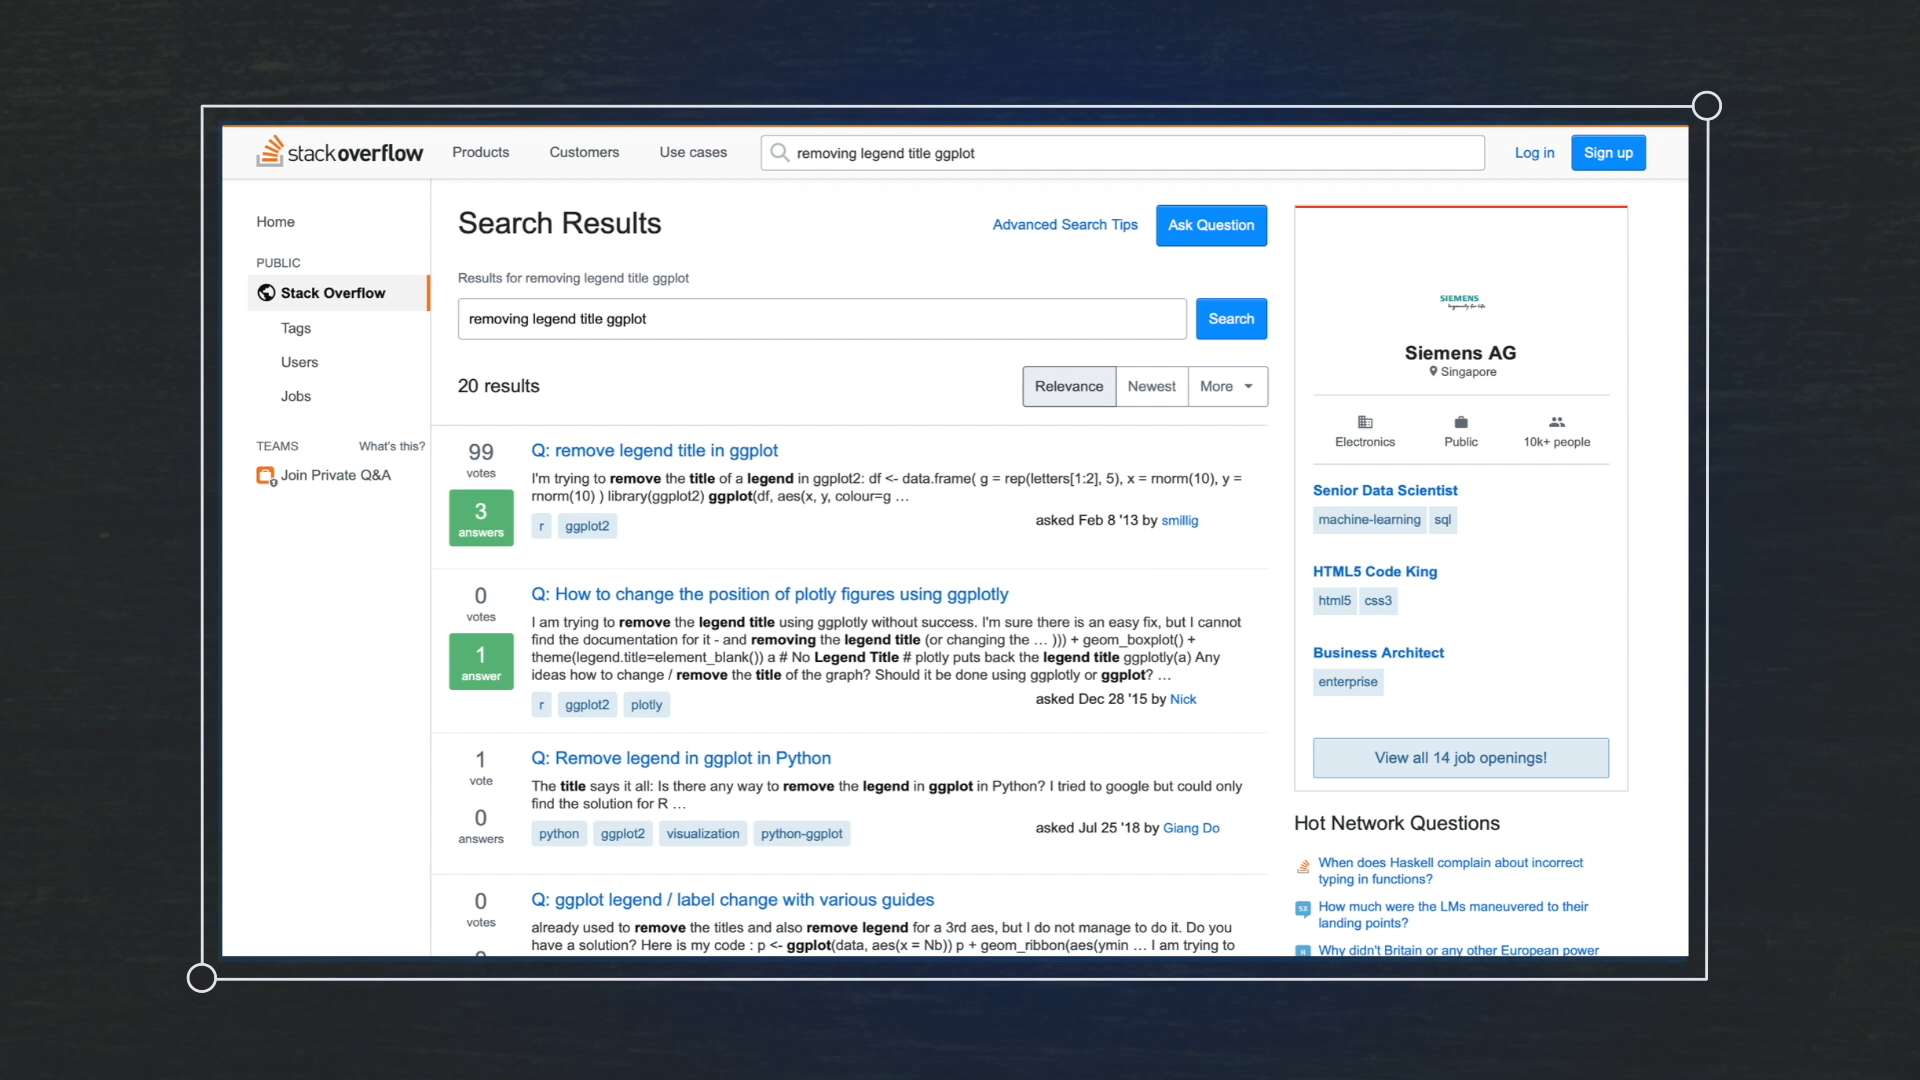 stackoverflow
Products
Customers
Use cases
removing legend title ggplot
Log in
Sign up
Home
PUBLIC
Stack Overflow
Tags
Users
Jobs
TEAMS
What's this?
Join Private Q&A
Search Results
Advanced Search Tips
Ask Question
Results for removing legend title ggplot
removing legend title ggplot
Search
20 results
Relevance
Newest
More
99
votes
3
answers
Q: remove legend title in ggplot
I'm trying to remove the title of a legend in ggplot2: df <- data.frame( g = rep(letters[1:2], 5), x = rnorm(10), y =
rnorm(10) ) library(ggplot2) ggplot(df, aes(x, y, colour=g …
r
ggplot2
asked Feb 8 '13 by smillig
0
votes
1
answer
Q: How to change the position of plotly figures using ggplotly
I am trying to remove the legend title using ggplotly without success. I'm sure there is an easy fix, but I cannot
find the documentation for it - and removing the legend title (or changing the … ))) + geom_boxplot() +
theme(legend.title=element_blank()) a # No Legend Title # plotly puts back the legend title ggplotly(a) Any
ideas how to change / remove the title of the graph? Should it be done using ggplotly or ggplot? …
r
ggplot2
plotly
asked Dec 28 '15 by Nick
1
vote
0
answers
Q: Remove legend in ggplot in Python
The title says it all: Is there any way to remove the legend in ggplot in Python? I tried to google but could only
find the solution for R …
python
ggplot2
visualization
python-ggplot
asked Jul 25 '18 by Giang Do
0
votes
Q: ggplot legend / label change with various guides
already used to remove the titles and also remove legend for a 3rd aes, but I do not manage to do it. Do you
have a solution? Here is my code : p <- ggplot(data, aes(x = Nb)) p + geom_ribbon(aes(ymin … I am trying to
SIEMENS
Ingenuity for life
Siemens AG
Singapore
Electronics
Public
10k+ people
Senior Data Scientist
machine-learning
sql
HTML5 Code King
html5
css3
Business Architect
enterprise
View all 14 job openings!
Hot Network Questions
When does Haskell complain about incorrect
typing in functions?
How much were the LMs maneuvered to their
landing points?
Why didn't Britain or any other European power